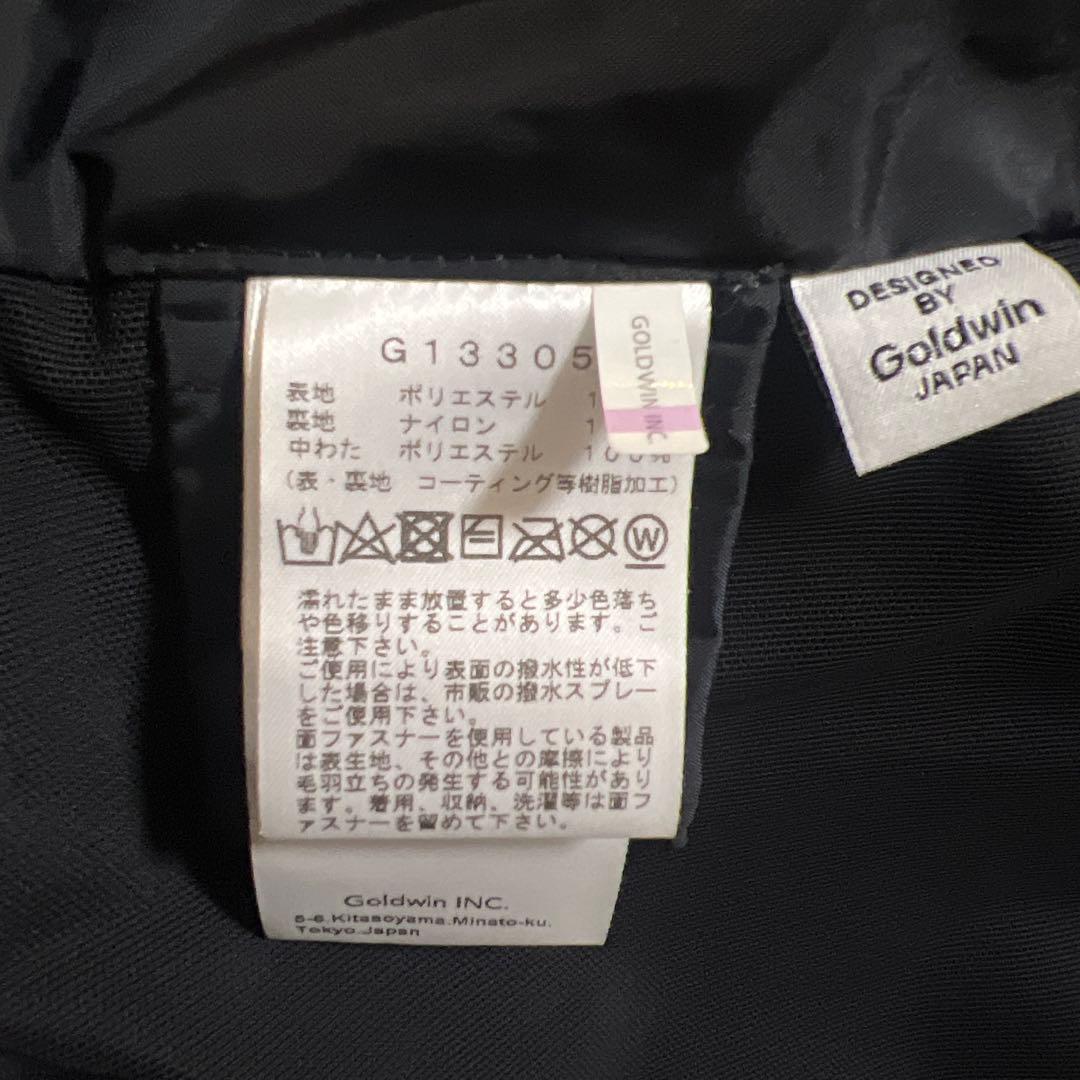 G13305
GOLDWIN INC
表地 ポリエステル 1
裏地 ナイロン 1
中わた ポリエステル 100%
(表・裏地 コーティング等樹脂加工)
W
濡れたまま放置すると多少色落ち
や色移りすることがあります。ご
注意下さい。
ご使用により表面の撥水性が低下
した場合は、市販の撥水スプレー
をご使用下さい。
面ファスナーを使用している製品
は表生地、その他との摩擦により
毛羽立ちの発生する可能性があり
ます。着用、収納、洗濯等は面フ
ァスナーを留めて下さい。
Goldwin INC.
5-6.Kitaaoyama.Minato-ku.
Tokyo.Japan
DESIGNED
BY
Goldwin
JAPAN